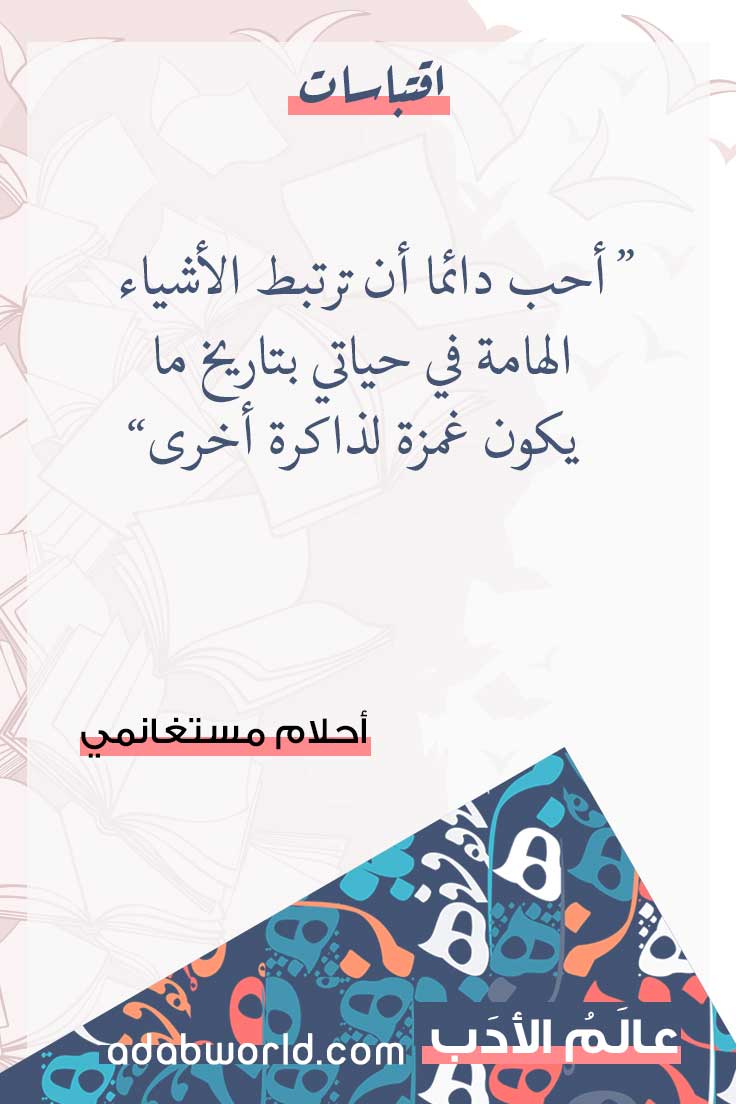 اقتباسات
” أحب دائمًا أن ترتبط الأشياء
الهامة في حياتي بتاريخ ما
يكون غمزة لذاكرة أخرى“
أحلام مستغانمي
عالَمُ الأدَب
adabworld.com